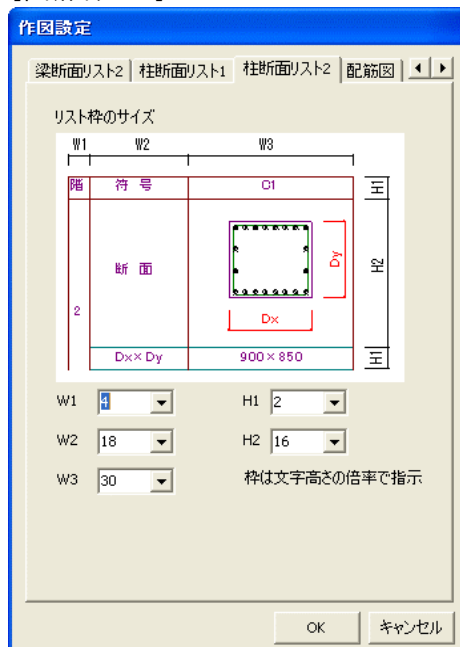 作図設定
梁断面リスト2 柱断面リスト1 柱断面リスト2 配筋図
リスト枠のサイズ
W1 W2 W3
階 符 号 C1 H1
断 面 Dy H2
2
Dx
Dx×Dy 900×850 H1
W1 4 H1 2
W2 18 H2 16
W3 30 枠は文字高さの倍率で指示
OK キャンセル